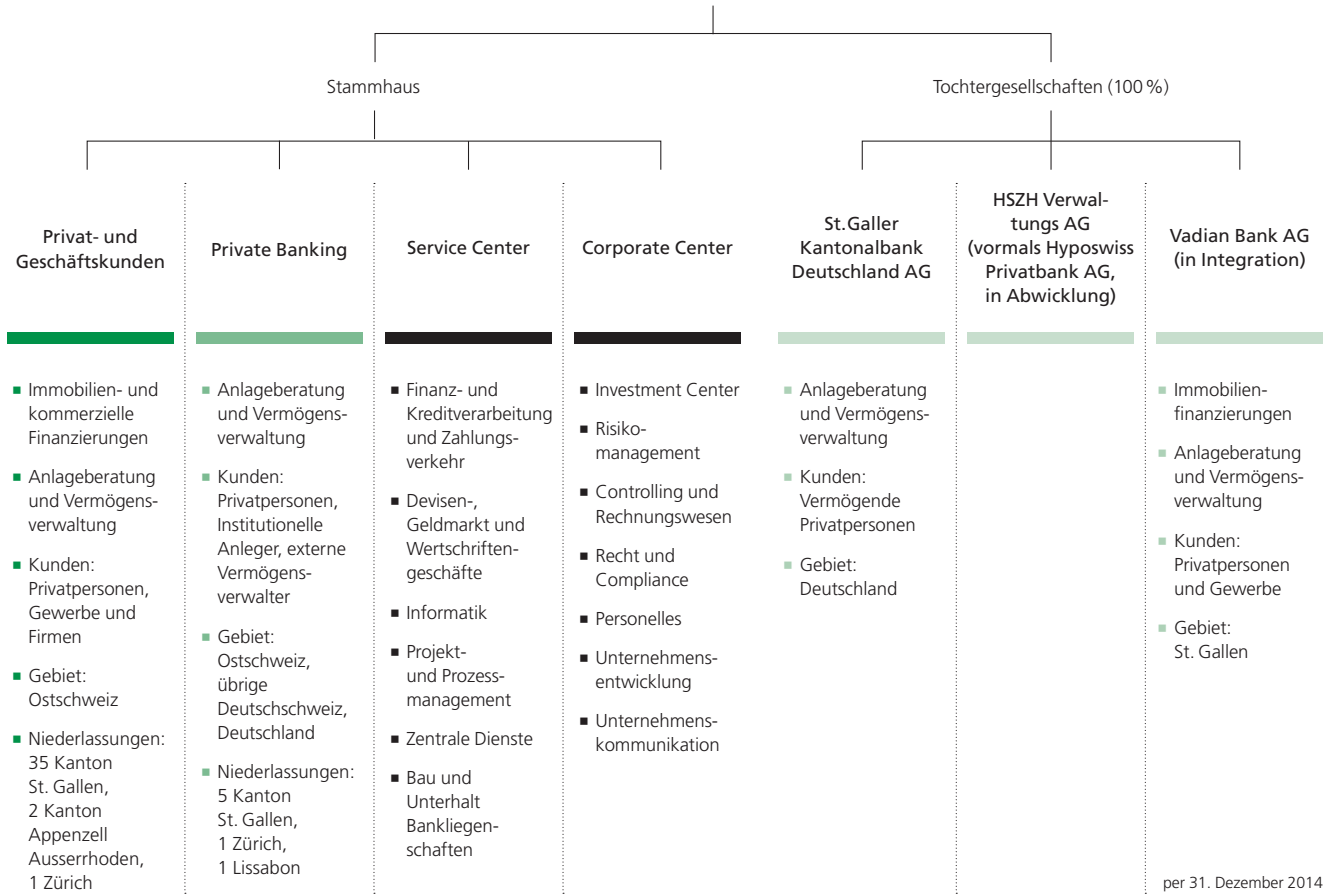 Stammhaus
Tochtergesellschaften (100 %)
Privat- und
Geschäftskunden
Private Banking
Service Center
Corporate Center
St.Galler
Kantonalbank
Deutschland AG
HSZH Verwal-
tungs AG
(vormals Hyposwiss
Privatbank AG,
in Abwicklung)
Vadian Bank AG
(in Integration)
■ Immobilien- und
kommerzielle
Finanzierungen
■ Anlageberatung
und Vermögens-
verwaltung
■ Kunden:
Privatpersonen,
Gewerbe und
Firmen
■ Gebiet:
Ostschweiz
■ Niederlassungen:
35 Kanton
St. Gallen,
2 Kanton
Appenzell
Ausserrhoden,
1 Zürich
■ Anlageberatung
und Vermögens-
verwaltung
■ Kunden:
Privatpersonen,
Institutionelle
Anleger, externe
Vermögens-
verwalter
■ Gebiet:
Ostschweiz,
übrige
Deutschschweiz,
Deutschland
■ Niederlassungen:
5 Kanton
St. Gallen,
1 Zürich,
1 Lissabon
■ Finanz- und
Kreditverarbeitung
und Zahlungs-
verkehr
■ Devisen-,
Geldmarkt und
Wertschriften-
geschäfte
■ Informatik
■ Projekt-
und Prozess-
management
■ Zentrale Dienste
■ Bau und
Unterhalt
Bankliegen-
schaften
■ Investment Center
■ Risiko-
management
■ Controlling und
Rechnungswesen
■ Recht und
Compliance
■ Personelles
■ Unternehmens-
entwicklung
■ Unternehmens-
kommunikation
■ Anlageberatung
und Vermögens-
verwaltung
■ Kunden:
Vermögende
Privatpersonen
■ Gebiet:
Deutschland
■ Immobilien-
finanzierungen
■ Anlageberatung
und Vermögens-
verwaltung
■ Kunden:
Privatpersonen
und Gewerbe
■ Gebiet:
St. Gallen
per 31. Dezember 2014